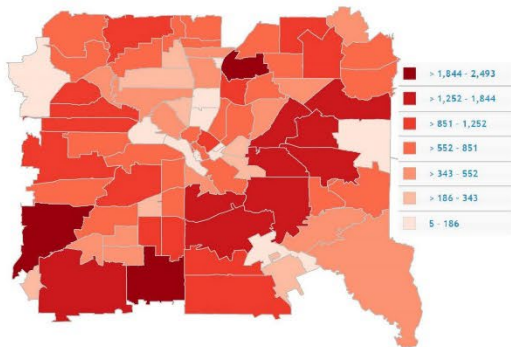 > 1,844 - 2,493
> 1,252 - 1,844
> 851 - 1,252
> 552 - 851
> 343 - 552
> 186 - 343
5 - 186